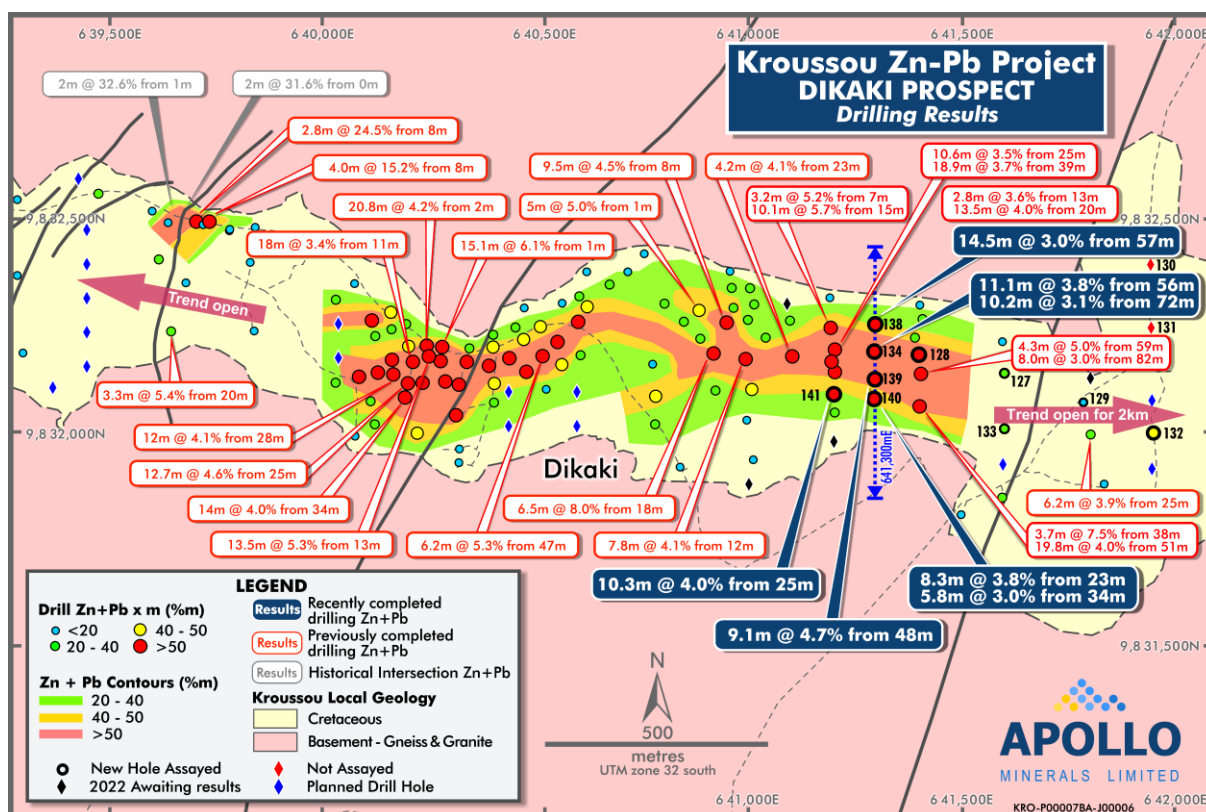 6 39,500E
6 40,000E
6 40,500E
6 41,000E
6 41,500E
6 42,000E
Kroussou Zn-Pb Project
DIKAKI PROSPECT
Drilling Results
2m @ 32.6% from 1m
2m @ 31.6% from 0m
2.8m @ 24.5% from 8m
4.0m @ 15.2% from 8m
9.5m @ 4.5% from 8m
4.2m @ 4.1% from 23m
10.6m @ 3.5% from 25m
18.9m @ 3.7% from 39m
20.8m @ 4.2% from 2m
5m @ 5.0% from 1m
3.2m @ 5.2% from 7m
10.1m @ 5.7% from 15m
2.8m @ 3.6% from 13m
13.5m @ 4.0% from 20m
9,8 32,500N
9,8 32,500N
18m @ 3.4% from 11m
15.1m @ 6.1% from 1m
14.5m @ 3.0% from 57m
11.1m @ 3.8% from 56m
10.2m @ 3.1% from 72m
130
Trend open
138
131
134
128
4.3m @ 5.0% from 59m
8.0m @ 3.0% from 82m
127
139
3.3m @ 5.4% from 20m
141
140
129
Trend open for 2km
9,8 32,000N
12m @ 4.1% from 28m
133
132
641,300mE
Dikaki
12.7m @ 4.6% from 25m
14m @ 4.0% from 34m
6.5m @ 8.0% from 18m
6.2m @ 3.9% from 25m
13.5m @ 5.3% from 13m
6.2m @ 5.3% from 47m
7.8m @ 4.1% from 12m
3.7m @ 7.5% from 38m
19.8m @ 4.0% from 51m
10.3m @ 4.0% from 25m
8.3m @ 3.8% from 23m
5.8m @ 3.0% from 34m
9.1m @ 4.7% from 48m
9,8 31,500N
LEGEND
Drill Zn+Pb x m (%m)
<20
40 - 50
20 - 40
>50
Zn + Pb Contours (%m)
20 - 40
40 - 50
>50
New Hole Assayed
2022 Awaiting results
Results
Recently completed
drilling Zn+Pb
Results
Previously completed
drilling Zn+Pb
Results
Historical Intersection Zn+Pb
Kroussou Local Geology
Cretaceous
Basement - Gneiss & Granite
Not Assayed
Planned Drill Hole
N
500
metres
UTM zone 32 south
APOLLO
MINERALS LIMITED
6 41,000E
6 41,500E
6 42,000E
KRO-P00007BA-J00006